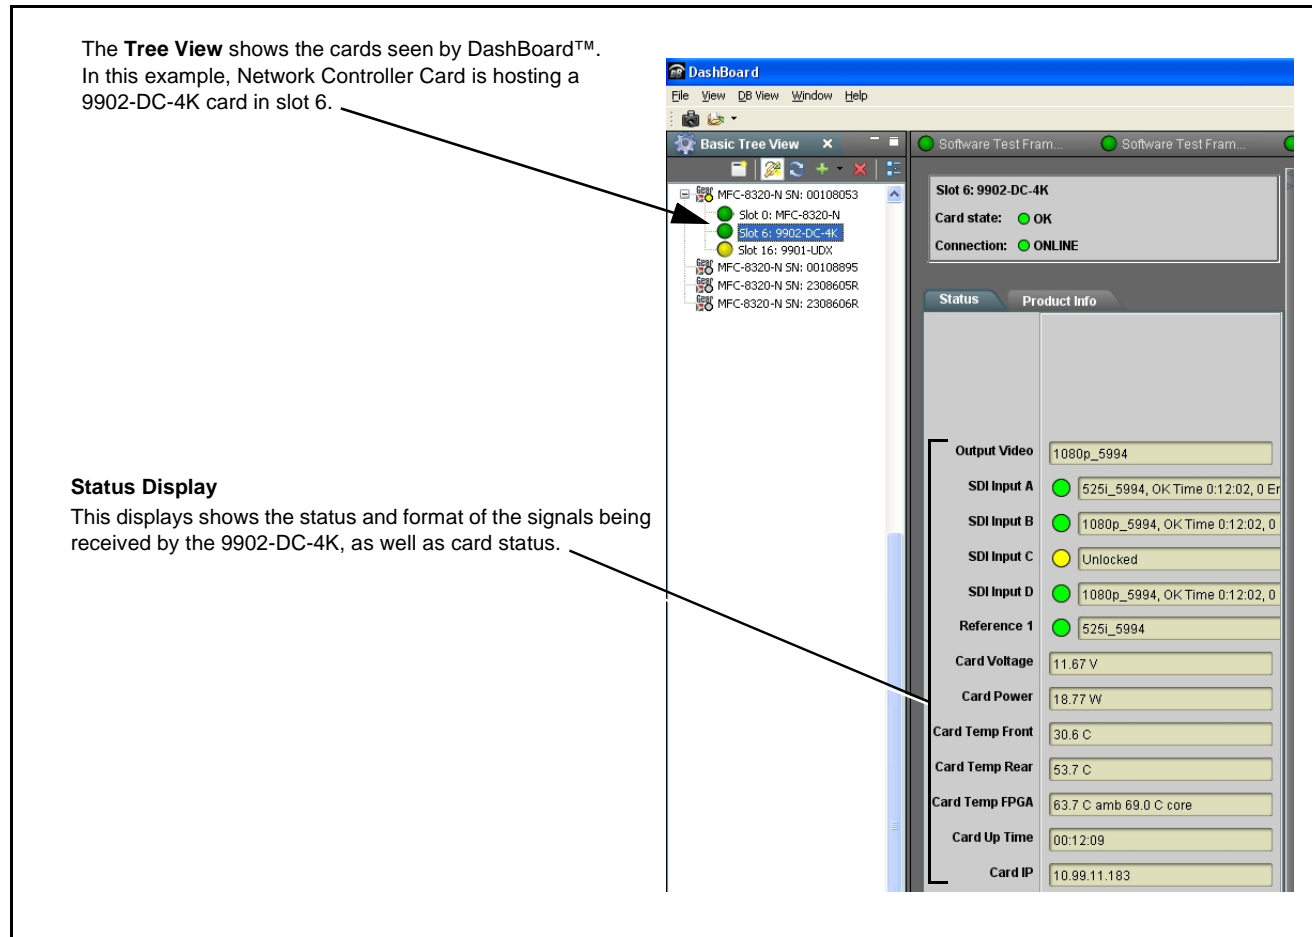 The Tree View shows the cards seen by DashBoard™.
In this example, Network Controller Card is hosting a
9902-DC-4K card in slot 6.
DashBoard
File View DB View Window Help
Basic Tree View X
Software Test Fram... Software Test Fram...
MFC-8320-N SN: 00108053
Slot 0: MFC-8320-N
Slot 6: 9902-DC-4K
Slot 16: 9901-UDX
MFC-8320-N SN: 00108895
MFC-8320-N SN: 2308605R
MFC-8320-N SN: 2308606R
Slot 6: 9902-DC-4K
Card state: OK
Connection: ONLINE
Status Product Info
Status Display
This displays shows the status and format of the signals being
received by the 9902-DC-4K, as well as card status.
Output Video 1080p_5994
SDI Input A 525i_5994, OK Time 0:12:02, 0 Er
SDI Input B 1080p_5994, OK Time 0:12:02, 0
SDI Input C Unlocked
SDI Input D 1080p_5994, OK Time 0:12:02, 0
Reference 1 525i_5994
Card Voltage 11.67 V
Card Power 18.77 W
Card Temp Front 30.6 C
Card Temp Rear 53.7 C
Card Temp FPGA 63.7 C amb 69.0 C core
Card Up Time 00:12:09
Card IP 10.99.11.183